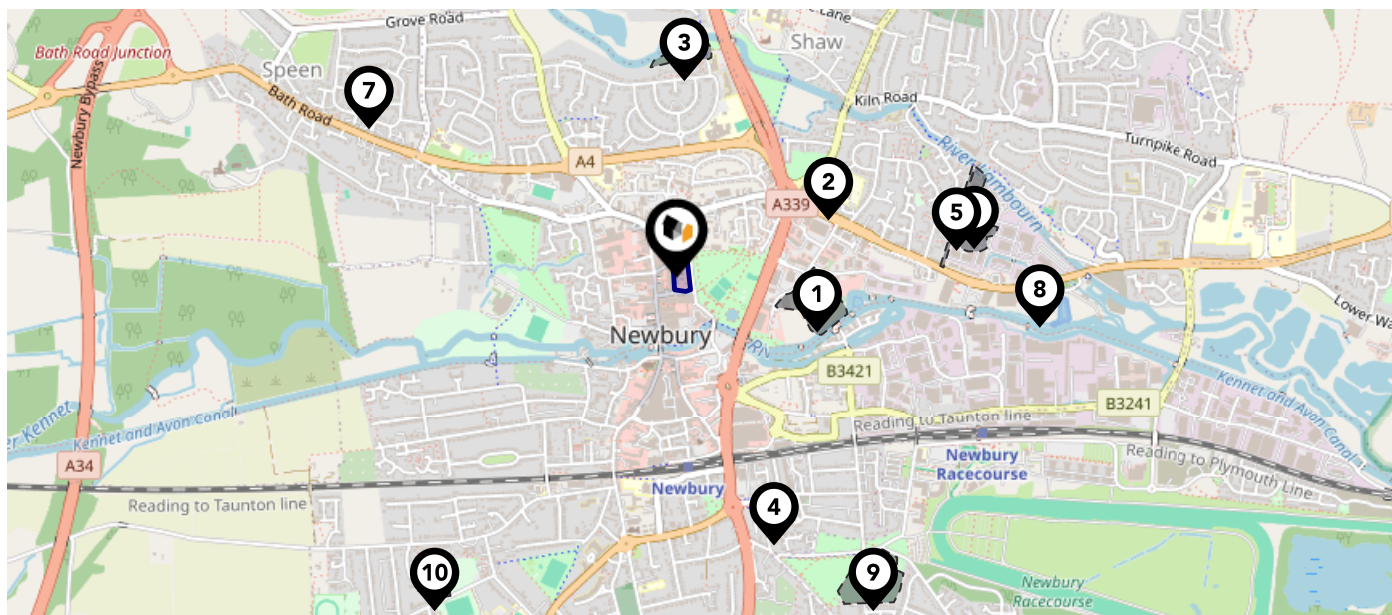 Grove Road
Lane
Bath Road Junction
3
Shaw
Speen
7
Newbury Bypass
Bath Road
Kiln Road
Turnpike Road
A4
River Lambourn
2
A339
5
8
1
Lower Wa
Newbury
B3421
Kennet and Avon Canal
er Kennet
Kennet and Avon Canal
B3241
Reading to Taunton line
A34
Newbury
Racecourse
Reading to Plymouth Line
Newbury
Reading to Taunton line
4
10
9
Newbury
Racecourse